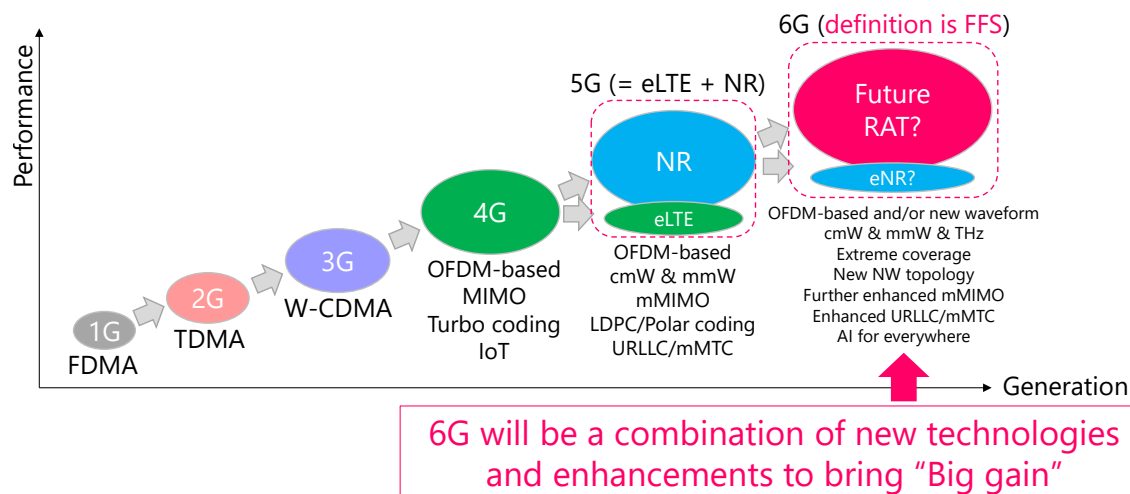 Performance
1G
FDMA
2G
TDMA
3G
W-CDMA
4G
OFDM-based
MIMO
Turbo coding
IoT
5G (= eLTE + NR)
NR
eLTE
OFDM-based
cmW & mmW
mMIMO
LDPC/Polar coding
URLLC/mMTC
6G (definition is FFS)
Future
RAT?
eNR?
OFDM-based and/or new waveform
cmW & mmW & THz
Extreme coverage
New NW topology
Further enhanced mMIMO
Enhanced URLLC/mMTC
AI for everywhere
Generation
6G will be a combination of new technologies
and enhancements to bring “Big gain”